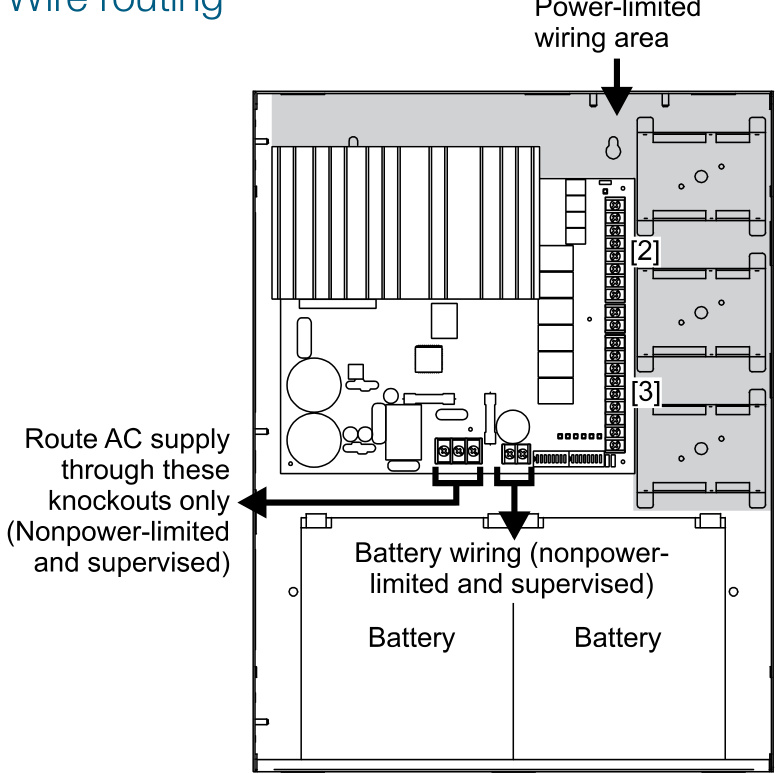 Wire routing
Power-limited
wiring area
[2]
[3]
Route AC supply
through these
knockouts only
(Nonpower-limited
and supervised)
Battery wiring (nonpower-
limited and supervised)
Battery
Battery